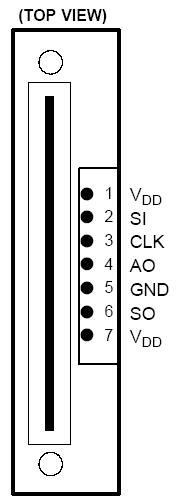 (TOP VIEW)
1 VDD
2 SI
3 CLK
4 AO
5 GND
6 SO
7 VDD